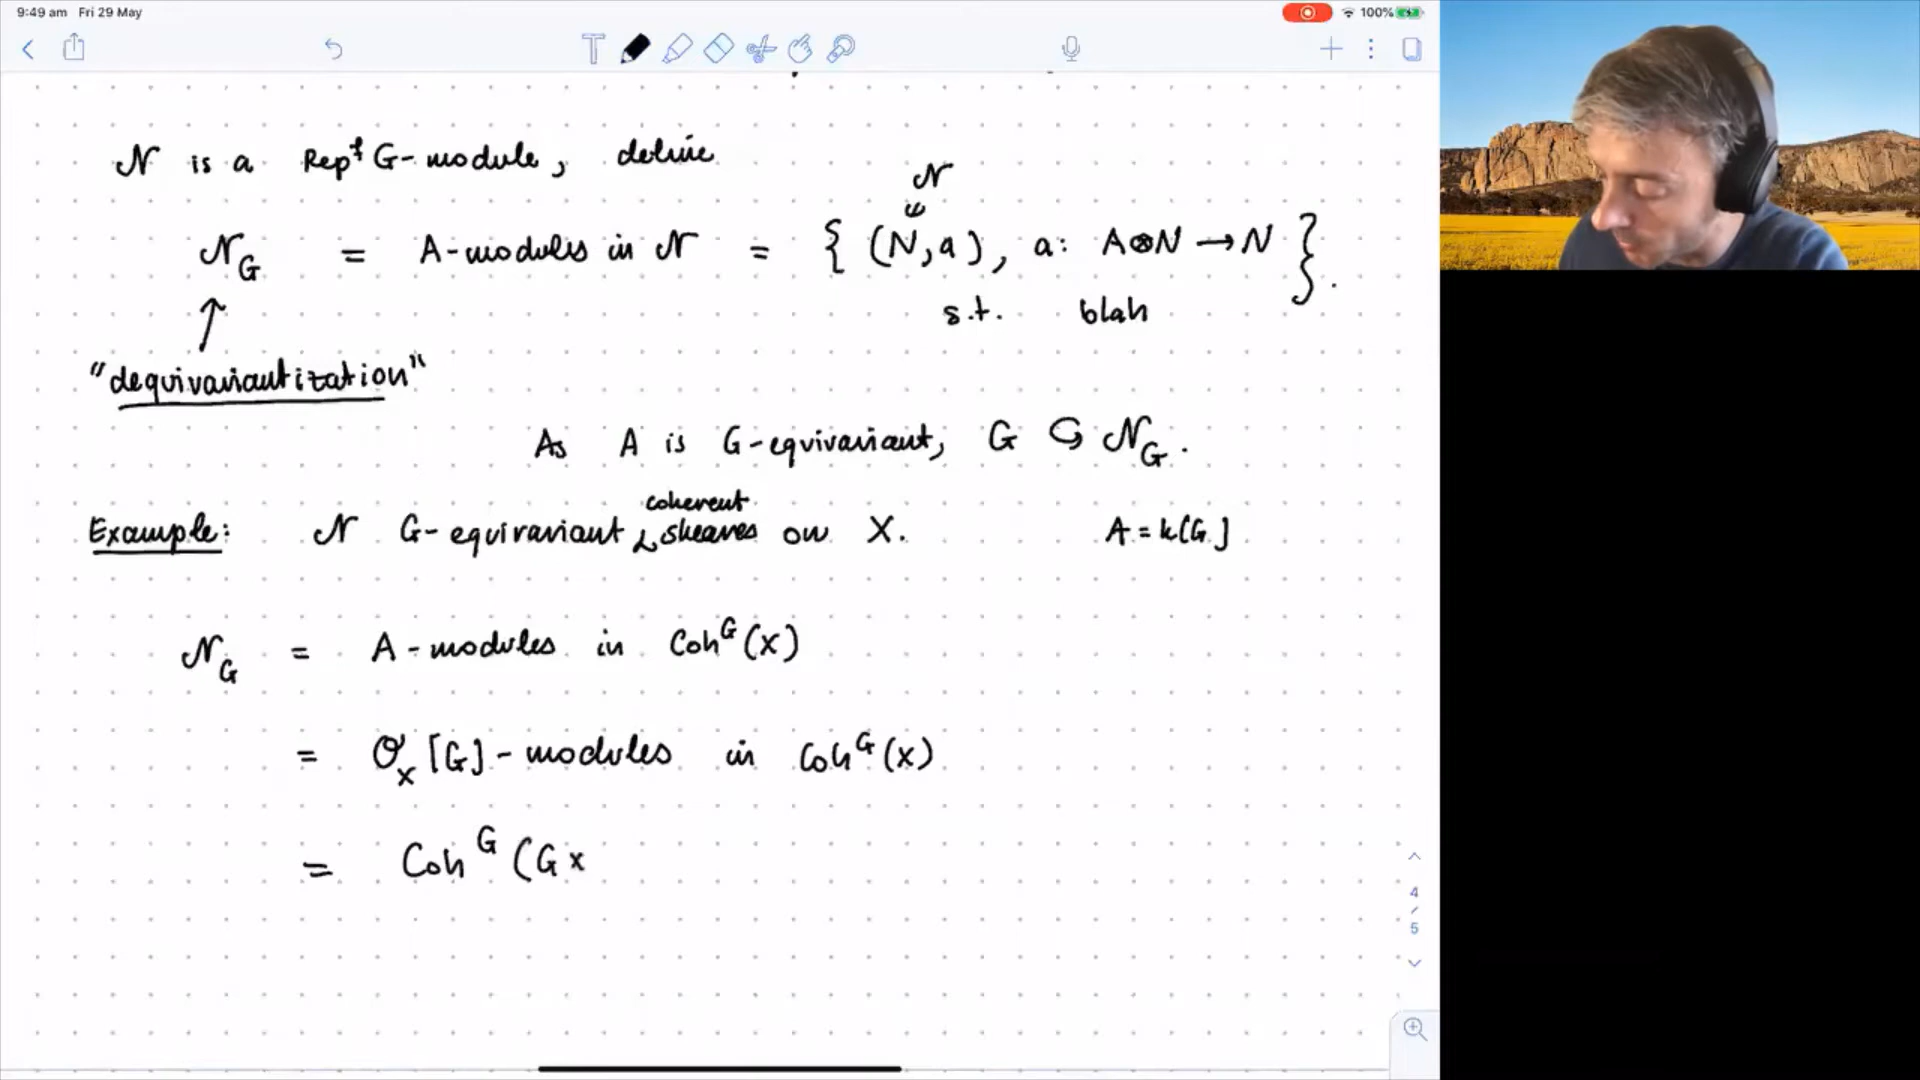 9:49 am Fri 29 May
100%
N is a Rep^f G-module, define
N
N_G = A-modules in N = { (N,a), a: A⊗N → N }.
s.t. blah
"dequivariantization"
As A is G-equivariant, G ↻ N_G.
coherent
Example: N G-equivariant sheaves on X. A = k[G]
N_G = A-modules in Coh^G(X)
= O_X[G]-modules in Coh^G(X)
= Coh^G(G×
4
/
5